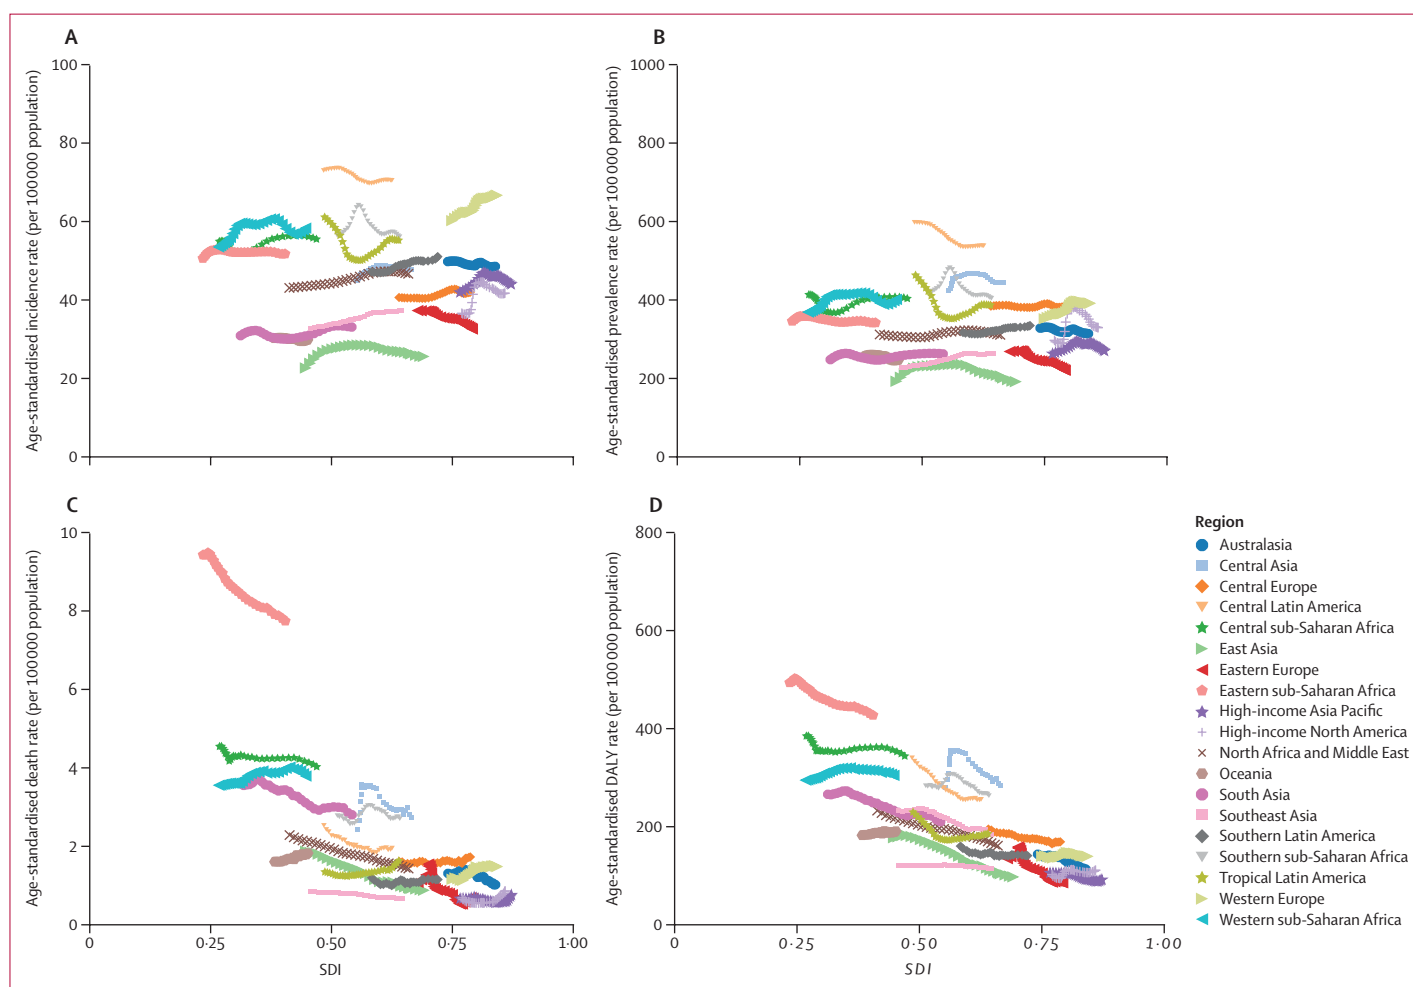 A
Age-standardised incidence rate (per 100 000 population)
100
80
60
40
20
0
B
Age-standardised prevalence rate (per 100 000 population)
1000
800
600
400
200
0
C
Age-standardised death rate (per 100 000 population)
10
8
6
4
2
0
0
0·25
0·50
0·75
1·00
SDI
D
Age-standardised DALY rate (per 100 000 population)
800
600
400
200
0
0
0·25
0·50
0·75
1·00
SDI
Region
Australasia
Central Asia
Central Europe
Central Latin America
Central sub-Saharan Africa
East Asia
Eastern Europe
Eastern sub-Saharan Africa
High-income Asia Pacific
High-income North America
North Africa and Middle East
Oceania
South Asia
Southeast Asia
Southern Latin America
Southern sub-Saharan Africa
Tropical Latin America
Western Europe
Western sub-Saharan Africa